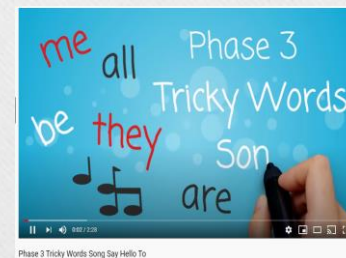 me
all
be
they
are
Phase 3
Tricky Words
Son
0:02 / 2:28
Phase 3 Tricky Words Song Say Hello To